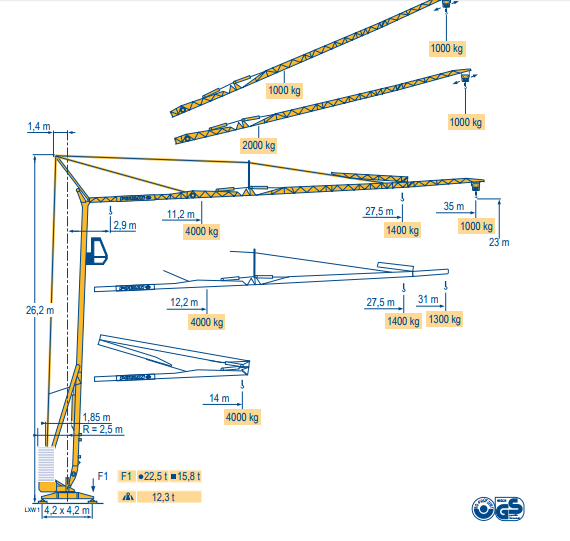 1000 kg
1000 kg
1000 kg
2000 kg
1,4 m
2,9 m
11,2 m
4000 kg
27,5 m
1400 kg
35 m
1000 kg
23 m
26,2 m
12,2 m
4000 kg
27,5 m
1400 kg
31 m
1300 kg
14 m
4000 kg
1,85 m
R = 2,5 m
F1
F1 ●22,5 t ■15,8 t
12,3 t
LXW 1
4,2 x 4,2 m
GS